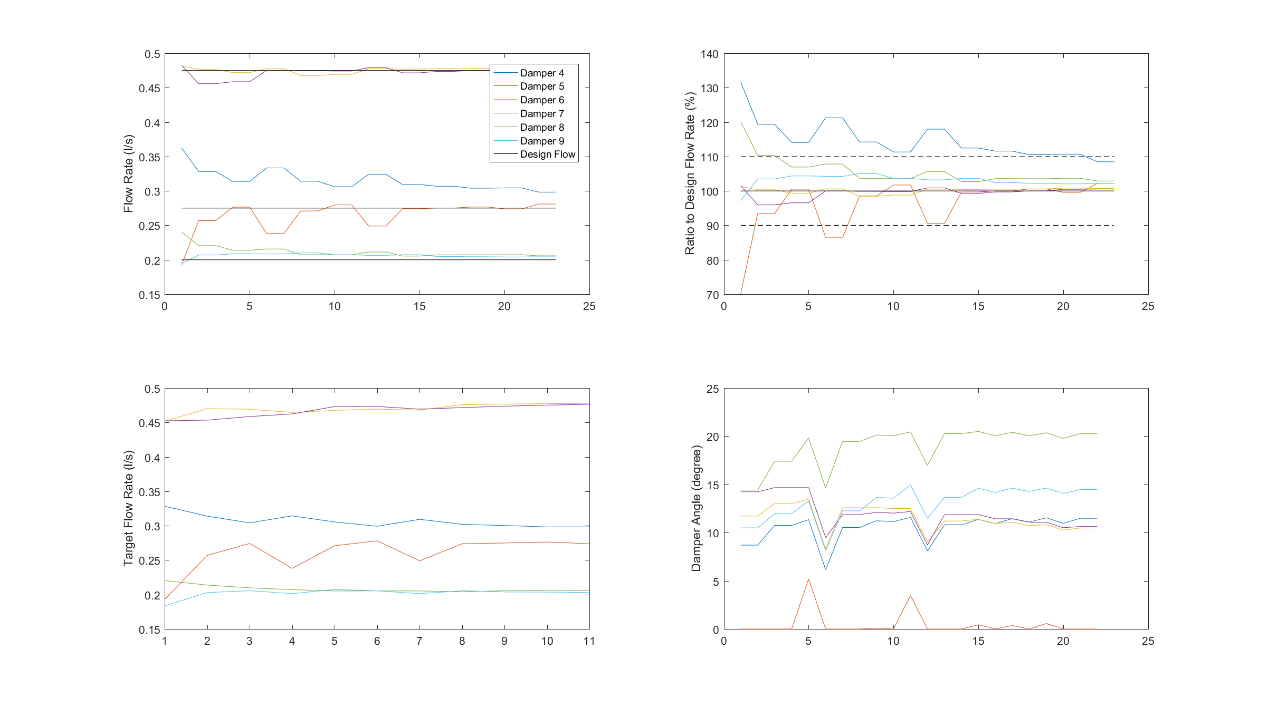 Flow Rate (l/s)
0.5
0.45
0.4
0.35
0.3
0.25
0.2
0.15
0 5 10 15 20 25
Damper 4
Damper 5
Damper 6
Damper 7
Damper 8
Damper 9
Design Flow
Ratio to Design Flow Rate (%)
140
130
120
110
100
90
80
70
0 5 10 15 20 25
Target Flow Rate (l/s)
0.5
0.45
0.4
0.35
0.3
0.25
0.2
0.15
1 2 3 4 5 6 7 8 9 10 11
Damper Angle (degree)
25
20
15
10
5
0
0 5 10 15 20 25